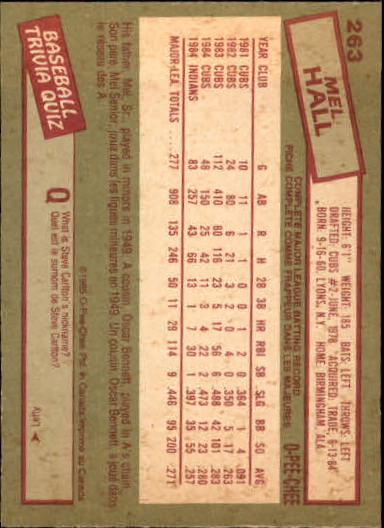 263
MEL
HALL
HEIGHT: 6'1" WEIGHT: 185 BATS: LEFT THROWS: LEFT
DRAFTED: CUBS #2-JUNE, 1978 ACQUIRED: TRADE, 6-13-84
BORN: 9-16-60, LYONS, N.Y. HOME: BIRMINGHAM, ALA.
COMPLETE MAJOR LEAGUE BATTING RECORD
FICHE COMPLETE COMME FRAPPEUR DANS LES MAJEURES
O-PEE-CHEE
YEAR CLUB G AB R H 2B 3B HR RBI SB SLG BB SO AVG.
1981 CUBS 10 11 1 1 0 0 1 2 0 .364 1 4 .091
1982 CUBS 24 80 6 21 3 2 0 4 0 .350 5 17 .263
1983 CUBS 112 410 60 116 23 5 17 56 6 .488 42 101 .283
1984 CUBS 48 150 25 42 11 3 4 22 2 .473 12 23 .280
1984 INDIANS 83 257 43 66 13 1 7 30 1 .397 35 55 .257
MAJOR LEA. TOTALS 277 908 135 246 50 11 28 114 9 .446 95 200 .271
His father, Mel, Sr., played in minors in 1949. A cousin, Oscar Bennett, played in A's chain.
Son père, Mel Senior, joua dans les ligues mineures en 1949. Un cousin, Oscar Bennett, a joué dans
le réseau des A.
©1985 O-Pee-Chee Ptd. in Canada Imprimé au Canada
BASEBALL
TRIVIA QUIZ
Q
What is Steve Carlton's nickname?
Quel est le surnom de Steve Carlton?
Lefty
A